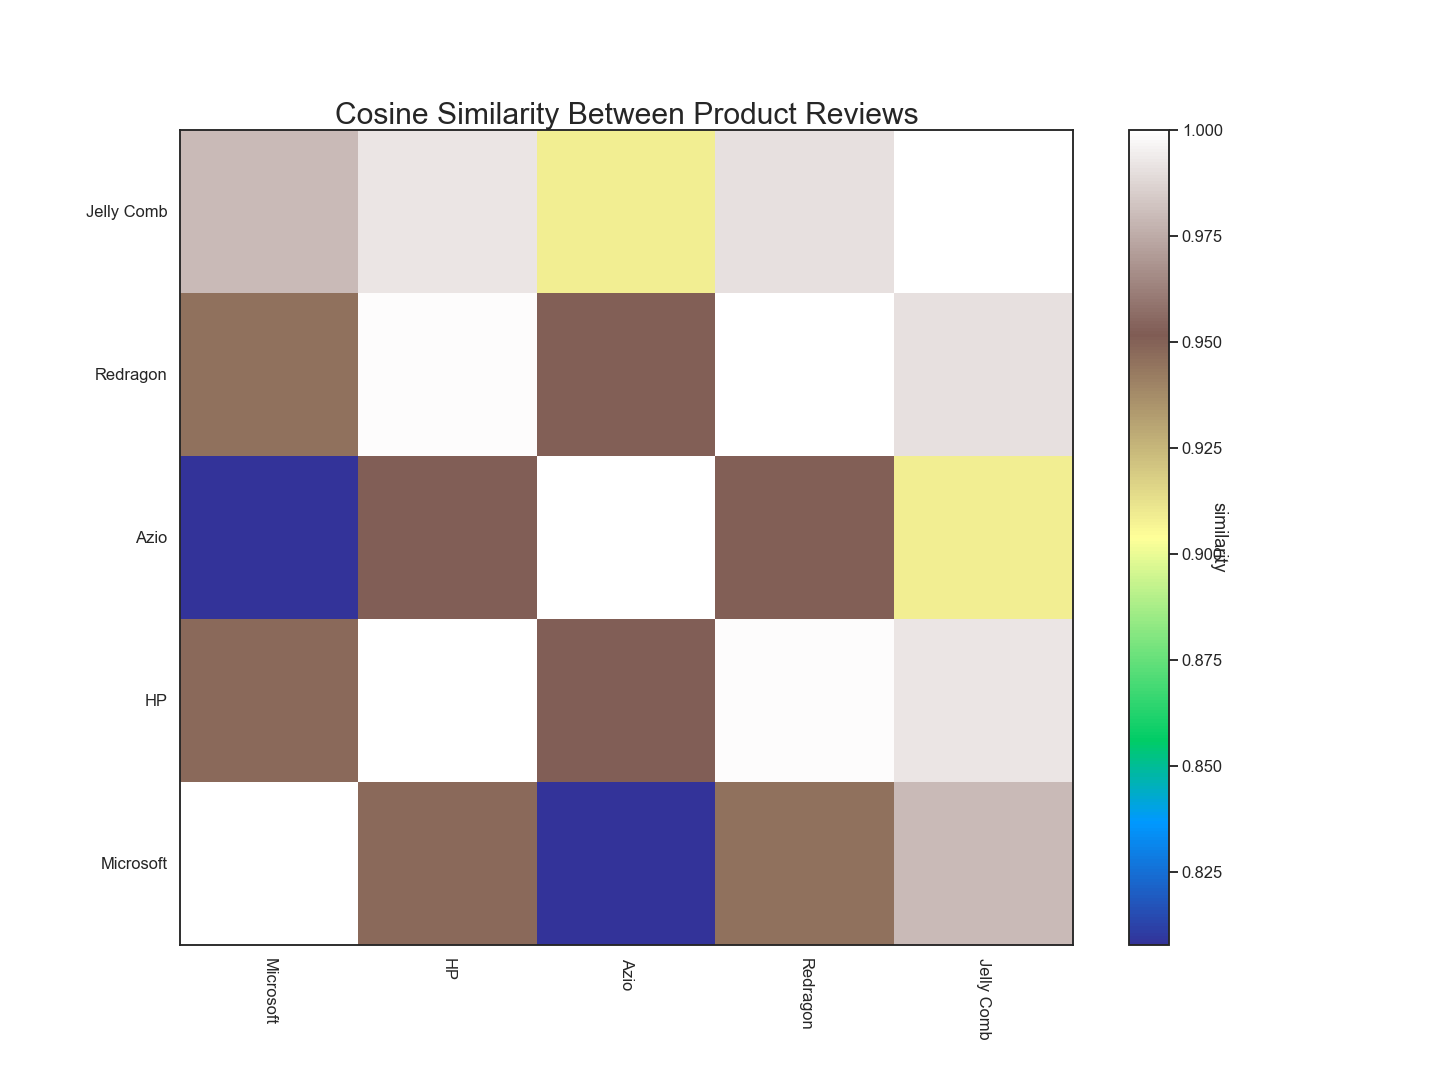 Cosine Similarity Between Product Reviews
Jelly Comb
Redragon
Azio
HP
Microsoft
Microsoft
HP
Azio
Redragon
Jelly Comb
1.000
0.975
0.950
0.925
0.900
0.875
0.850
0.825
similarity